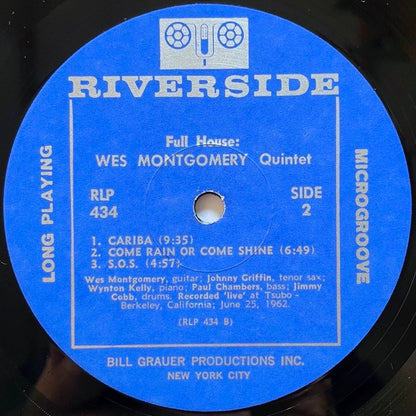 RIVERSIDE
Full House:
WES MONTGOMERY Quintet
RLP
434
SIDE
2
LONG PLAYING
MICROGROOVE
1. CARIBA (9:35)
2. COME RAIN OR COME SHINE (6:49)
3. S.O.S. (4:57)
Wes Montgomery, guitar; Johnny Griffin, tenor sax;
Wynton Kelly, piano; Paul Chambers, bass; Jimmy
Cobb, drums. Recorded 'live' at Tsubo-
Berkeley, California; June 25, 1962.
(RLP 434 B)
BILL GRAUER PRODUCTIONS INC.
NEW YORK CITY